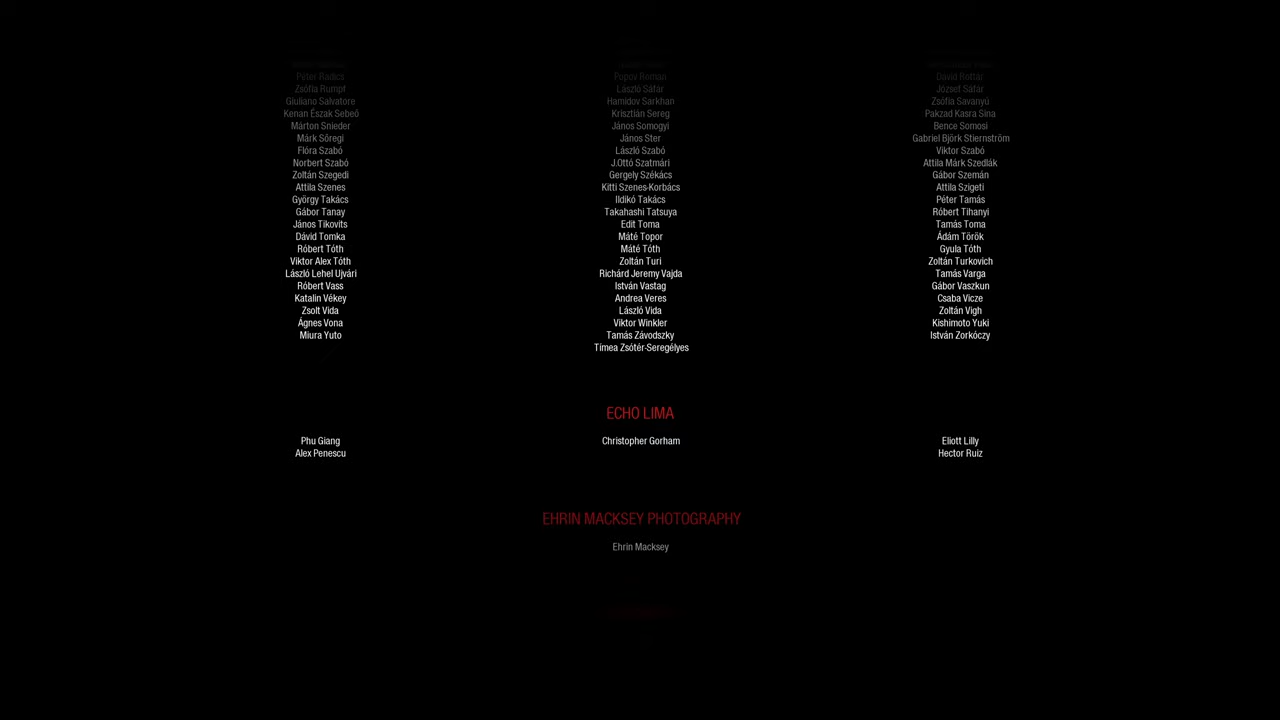 Péter Radics Popov Roman Dávid Rottár
Zsófia Rumpf László Sáfár József Sáfár
Giuliano Salvatore Hamidov Sarkhan Zsófia Savanyú
Kenan Észak Sebeő Krisztián Sereg Pakzad Kasra Sina
Márton Snieder János Somogyi Bence Somosi
Márk Sőregi János Ster Gabriel Björk Stiernström
Flóra Szabó László Szabó Viktor Szabó
Norbert Szabó J.Ottó Szatmári Attila Márk Szedlák
Zoltán Szegedi Gergely Székács Gábor Szemán
Attila Szenes Kitti Szenes-Korbács Attila Szigeti
György Takács Ildikó Takács Péter Tamás
Gábor Tanay Takahashi Tatsuya Róbert Tihanyi
János Tikovits Edit Toma Tamás Toma
Dávid Tomka Máté Topor Ádám Török
Róbert Tóth Máté Tóth Gyula Tóth
Viktor Alex Tóth Zoltán Turi Zoltán Turkovich
László Lehel Ujvári Richárd Jeremy Vajda Tamás Varga
Róbert Vass István Vastag Gábor Vaszkun
Katalin Vékey Andrea Veres Csaba Vicze
Zsolt Vida László Vida Zoltán Vigh
Ágnes Vona Viktor Winkler Kishimoto Yuki
Miura Yuto Tamás Závodszky István Zorkóczy
Tímea Zsótér-Seregélyes
ECHO LIMA
Phu Giang Christopher Gorham Eliott Lilly
Alex Penescu Hector Ruiz
EHRIN MACKSEY PHOTOGRAPHY
Ehrin Macksey